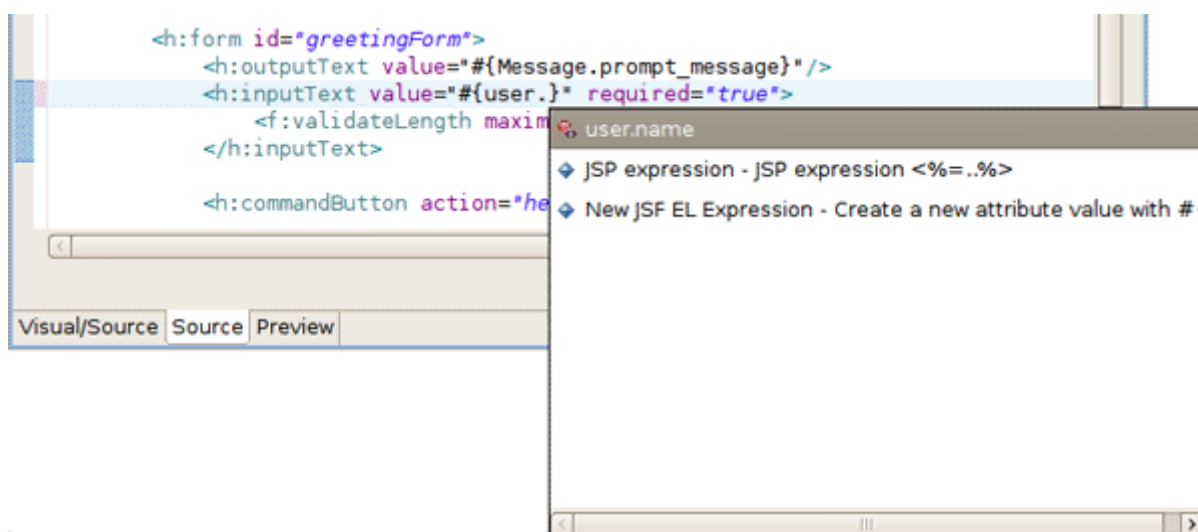 <h:form id="greetingForm">
<h:outputText value="#{Message.prompt_message}"/>
<h:inputText value="#{user.}" required="true">
<f:validateLength maxim
</h:inputText>
<h:commandButton action="he
user.name
JSP expression - JSP expression <%=..%>
New JSF EL Expression - Create a new attribute value with #
Visual/Source Source Preview